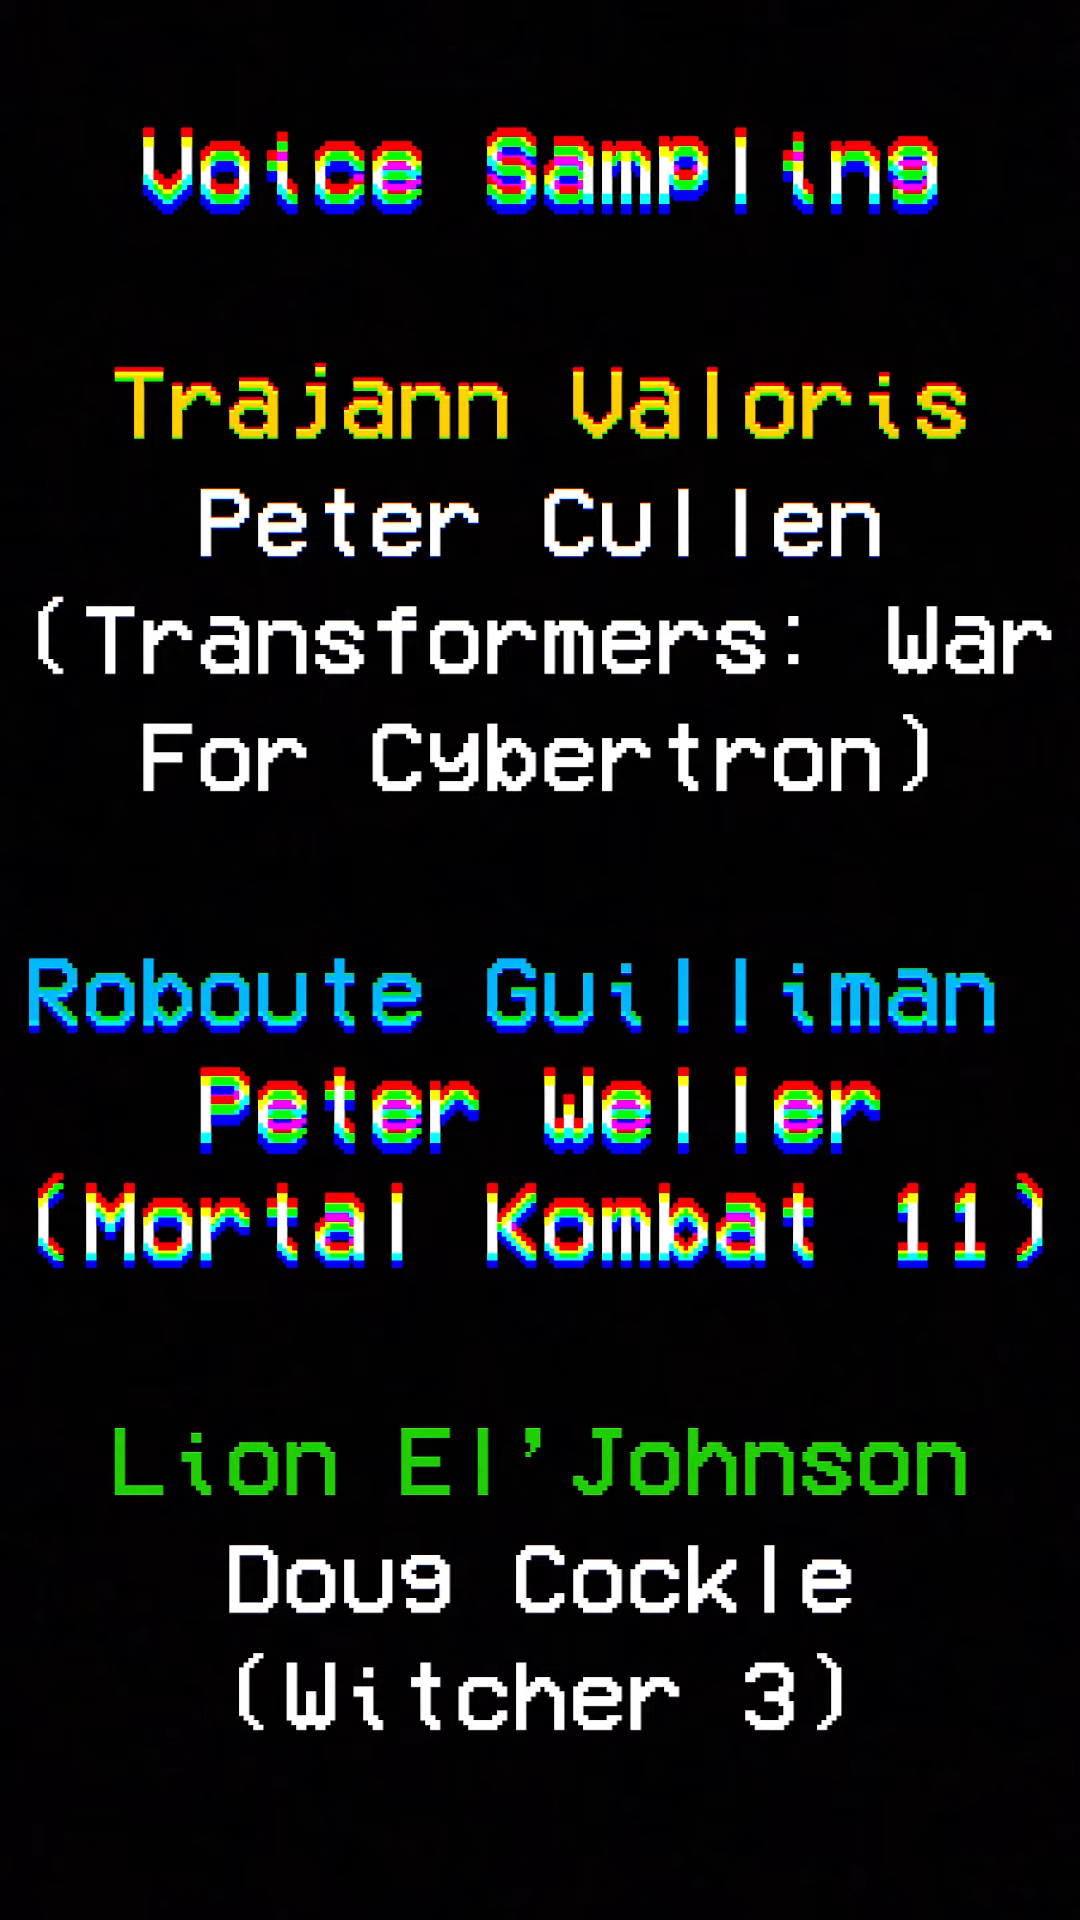 Voice Sampling
Trajann Valoris
Peter Cullen
(Transformers: War
For Cybertron)
Roboute Guilliman
Peter Weller
(Mortal Kombat 11)
Lion El'Johnson
Doug Cockle
(Witcher 3)